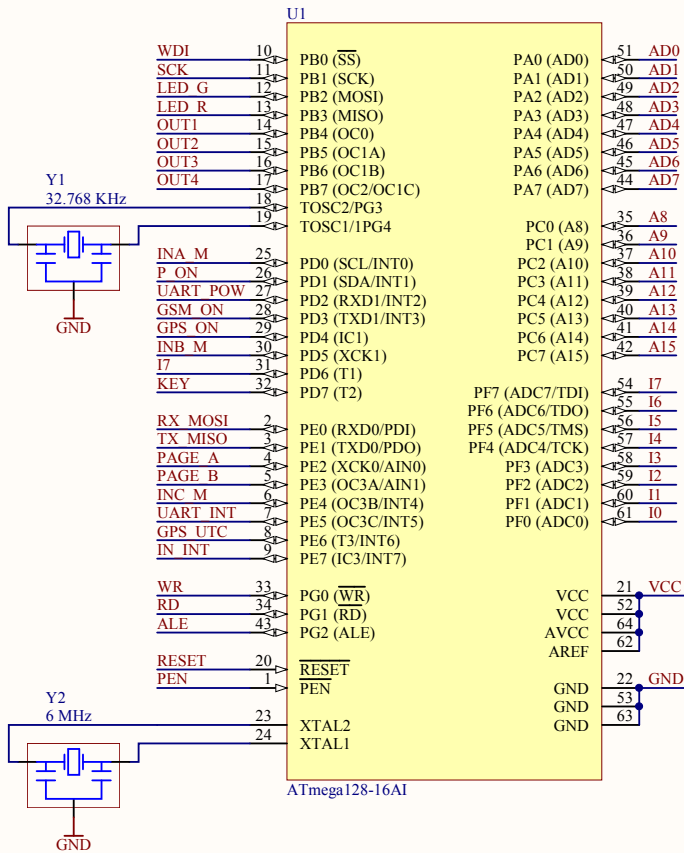 U1
WDI 10 PB0 (SS) PA0 (AD0) 51 AD0
SCK 11 PB1 (SCK) PA1 (AD1) 50 AD1
LED_G 12 PB2 (MOSI) PA2 (AD2) 49 AD2
LED_R 13 PB3 (MISO) PA3 (AD3) 48 AD3
OUT1 14 PB4 (OC0) PA4 (AD4) 47 AD4
OUT2 15 PB5 (OC1A) PA5 (AD5) 46 AD5
OUT3 16 PB6 (OC1B) PA6 (AD6) 45 AD6
OUT4 17 PB7 (OC2/OC1C) PA7 (AD7) 44 AD7
Y1
32.768 KHz
18 TOSC2/PG3
19 TOSC1/1PG4 PC0 (A8) 35 A8
PC1 (A9) 36 A9
INA_M 25 PD0 (SCL/INT0) PC2 (A10) 37 A10
P_ON 26 PD1 (SDA/INT1) PC3 (A11) 38 A11
UART_POW 27 PD2 (RXD1/INT2) PC4 (A12) 39 A12
GSM_ON 28 PD3 (TXD1/INT3) PC5 (A13) 40 A13
GND
GPS_ON 29 PD4 (IC1) PC6 (A14) 41 A14
INB_M 30 PD5 (XCK1) PC7 (A15) 42 A15
I7 31 PD6 (T1)
KEY 32 PD7 (T2) PF7 (ADC7/TDI) 54 I7
PF6 (ADC6/TDO) 55 I6
RX_MOSI 2 PE0 (RXD0/PDI) PF5 (ADC5/TMS) 56 I5
TX_MISO 3 PE1 (TXD0/PDO) PF4 (ADC4/TCK) 57 I4
PAGE_A 4 PE2 (XCK0/AIN0) PF3 (ADC3) 58 I3
PAGE_B 5 PE3 (OC3A/AIN1) PF2 (ADC2) 59 I2
INC_M 6 PE4 (OC3B/INT4) PF1 (ADC1) 60 I1
UART_INT 7 PE5 (OC3C/INT5) PF0 (ADC0) 61 I0
GPS_UTC 8 PE6 (T3/INT6)
IN_INT 9 PE7 (IC3/INT7)
WR 33 PG0 (WR) VCC 21 VCC
RD 34 PG1 (RD) VCC 52
ALE 43 PG2 (ALE) AVCC 64
AREF 62
RESET 20 RESET
PEN 1 PEN GND 22 GND
Y2
6 MHz
GND 53
23 XTAL2 GND 63
24 XTAL1
ATmega128-16AI
GND